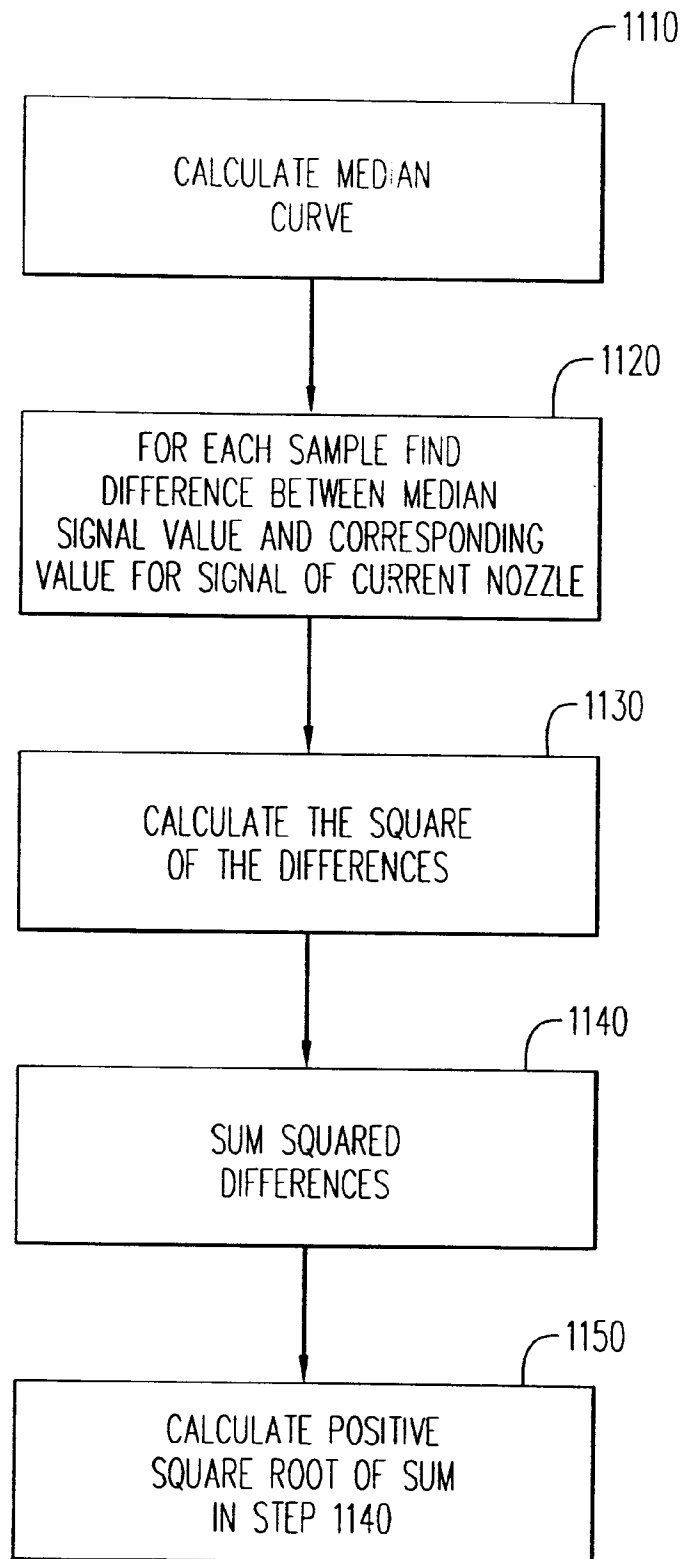 1110
CALCULATE MEDIAN
CURVE
1120
FOR EACH SAMPLE FIND
DIFFERENCE BETWEEN MEDIAN
SIGNAL VALUE AND CORRESPONDING
VALUE FOR SIGNAL OF CURRENT NOZZLE
1130
CALCULATE THE SQUARE
OF THE DIFFERENCES
1140
SUM SQUARED
DIFFERENCES
1150
CALCULATE POSITIVE
SQUARE ROOT OF SUM
IN STEP 1140